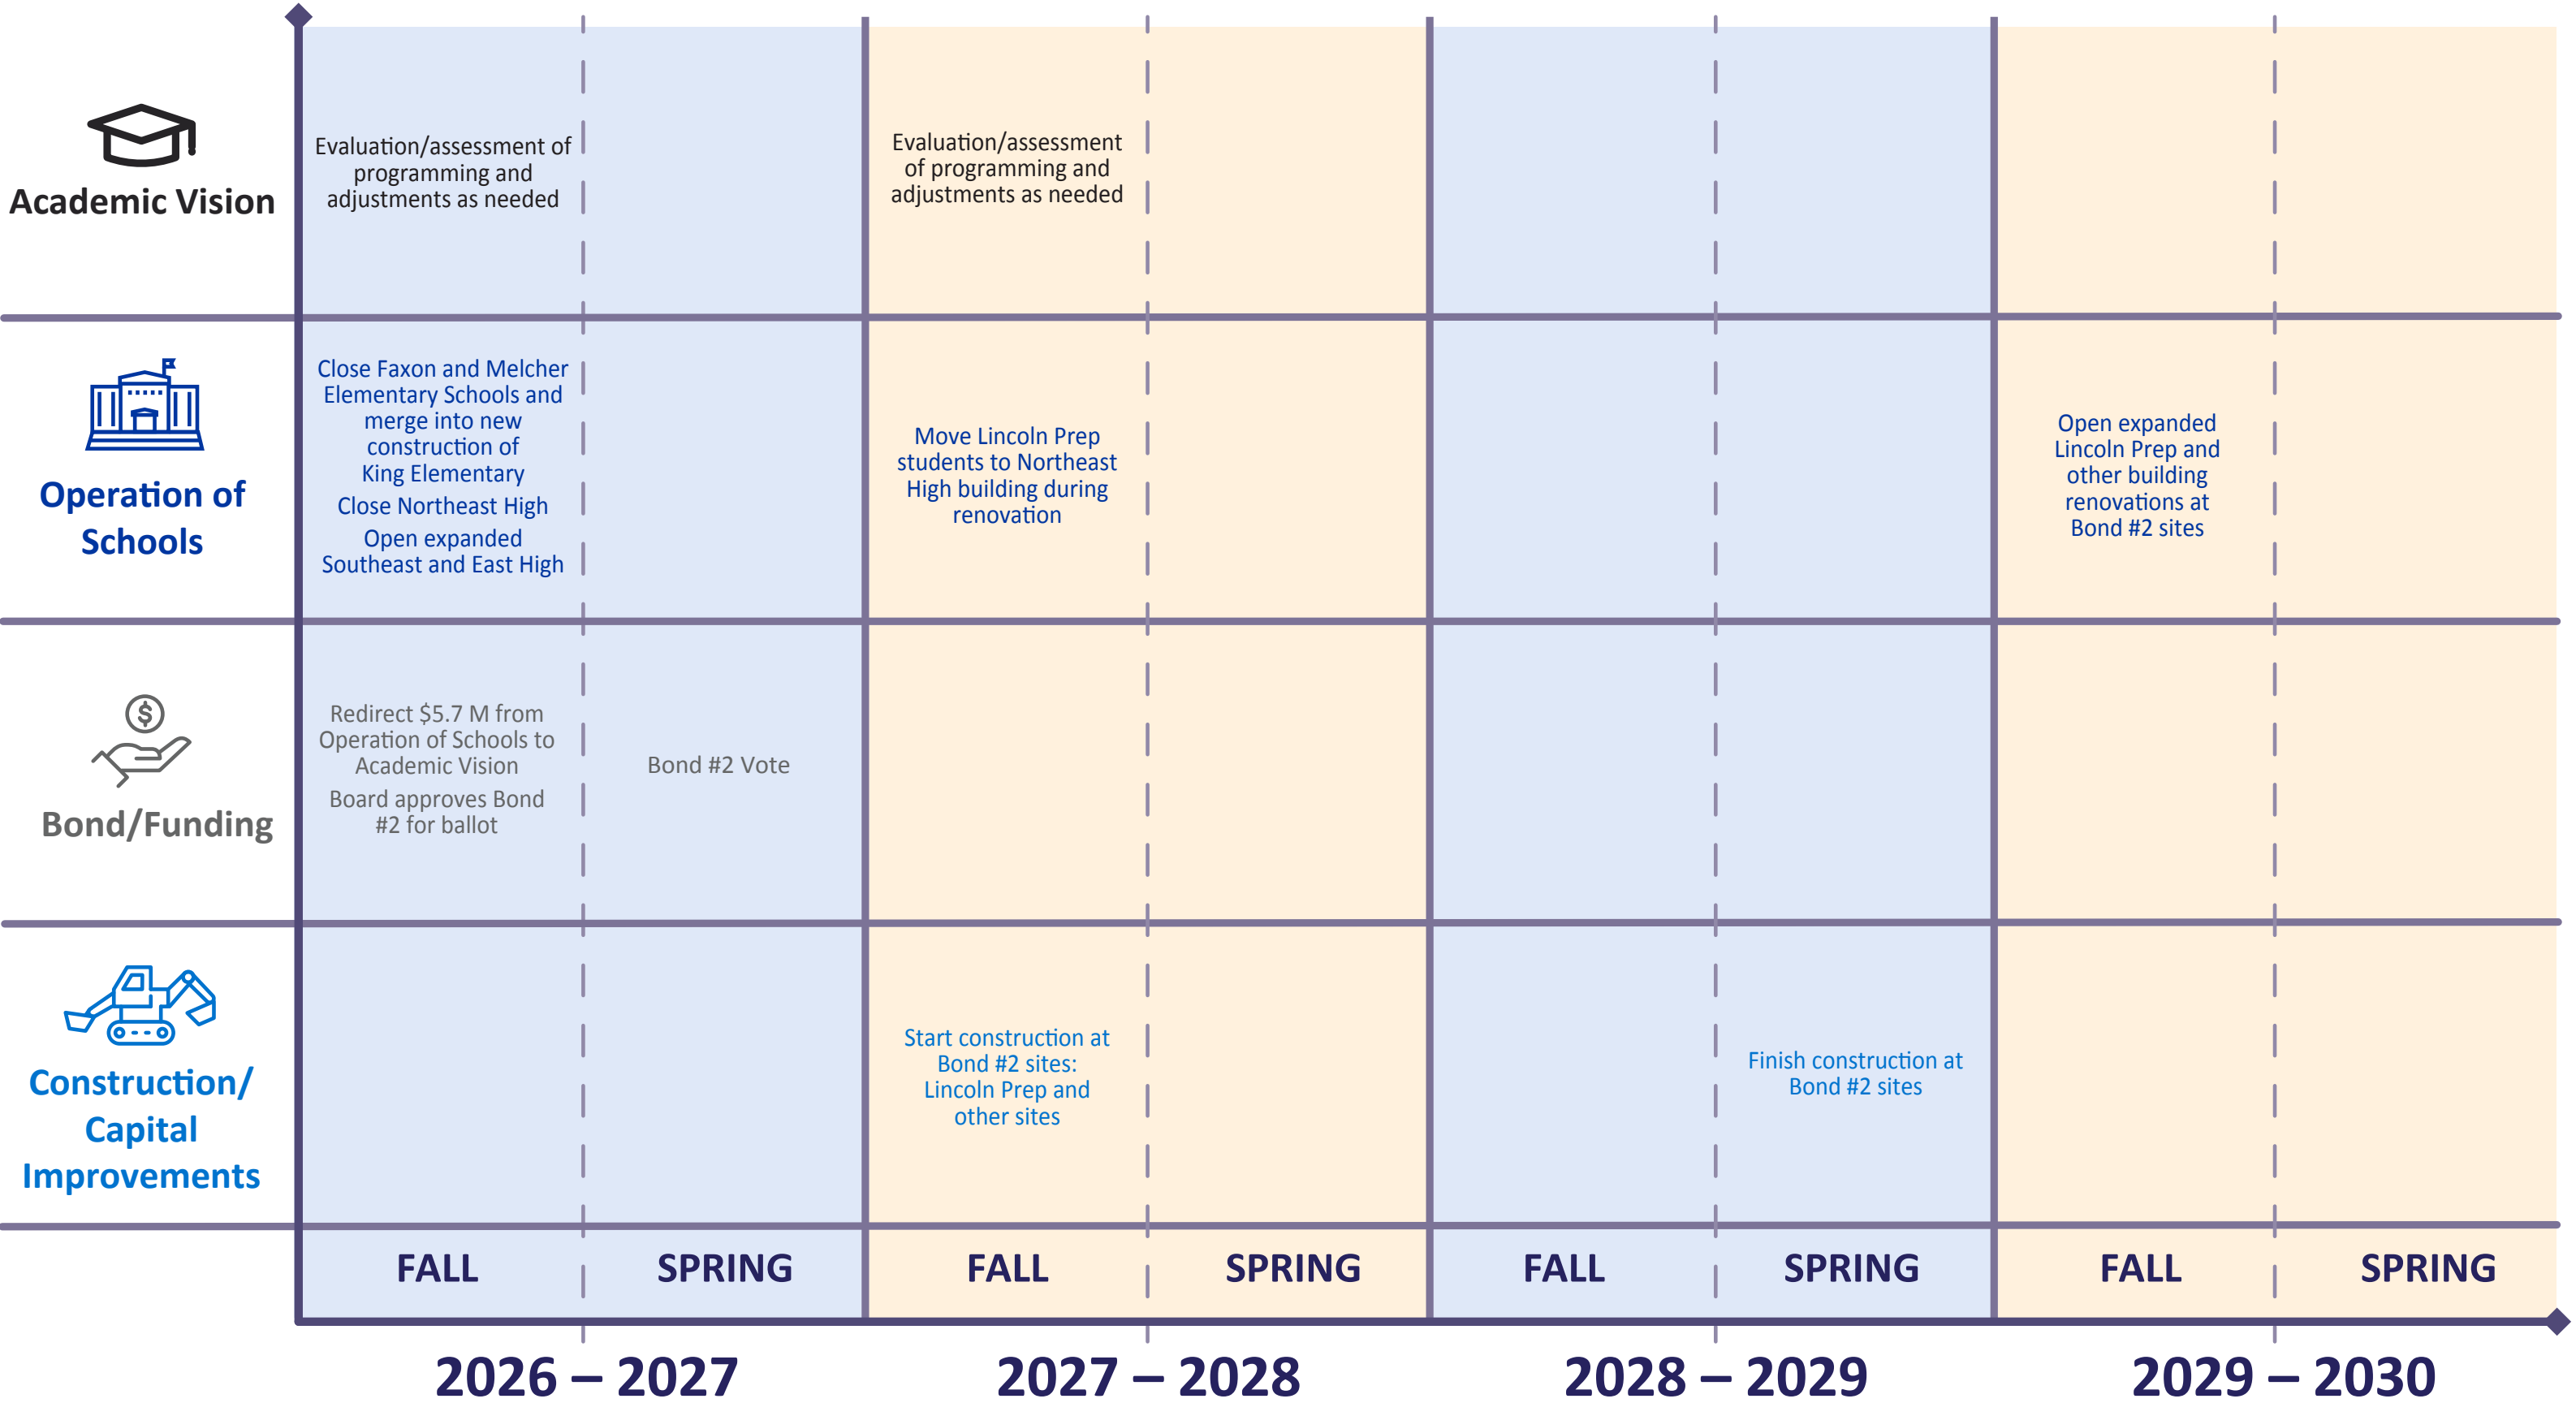 Academic Vision
Evaluation/assessment of
programming and
adjustments as needed
Evaluation/assessment
of programming and
adjustments as needed
Operation of
Schools
Close Faxon and Melcher
Elementary Schools and
merge into new
construction of
King Elementary
Close Northeast High
Open expanded
Southeast and East High
Move Lincoln Prep
students to Northeast
High building during
renovation
Open expanded
Lincoln Prep and
other building
renovations at
Bond #2 sites
$
Bond/Funding
Redirect $5.7 M from
Operation of Schools to
Academic Vision
Board approves Bond
#2 for ballot
Bond #2 Vote
Construction/
Capital
Improvements
Start construction at
Bond #2 sites:
Lincoln Prep and
other sites
Finish construction at
Bond #2 sites
FALL
SPRING
FALL
SPRING
FALL
SPRING
FALL
SPRING
2026 – 2027
2027 – 2028
2028 – 2029
2029 – 2030